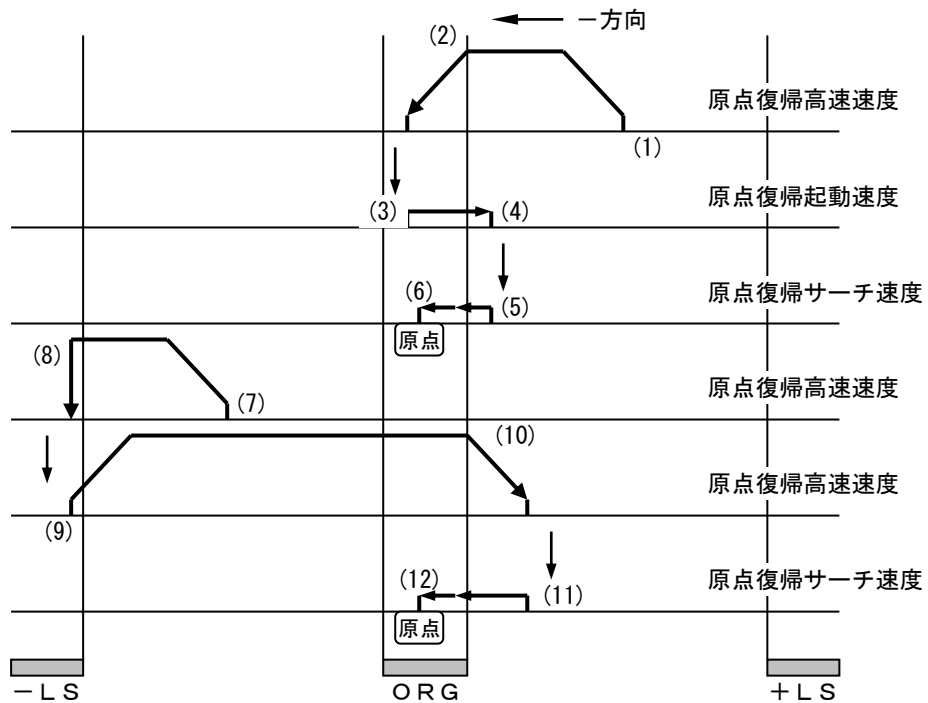 (2)
－方向
原点復帰高速速度
(1)
原点復帰起動速度
(3)
(4)
原点復帰サーチ速度
(6)
(5)
原点
(8)
原点復帰高速速度
(7)
(10)
原点復帰高速速度
(9)
原点復帰サーチ速度
(12)
(11)
原点
－ＬＳ
ＯＲＧ
＋ＬＳ